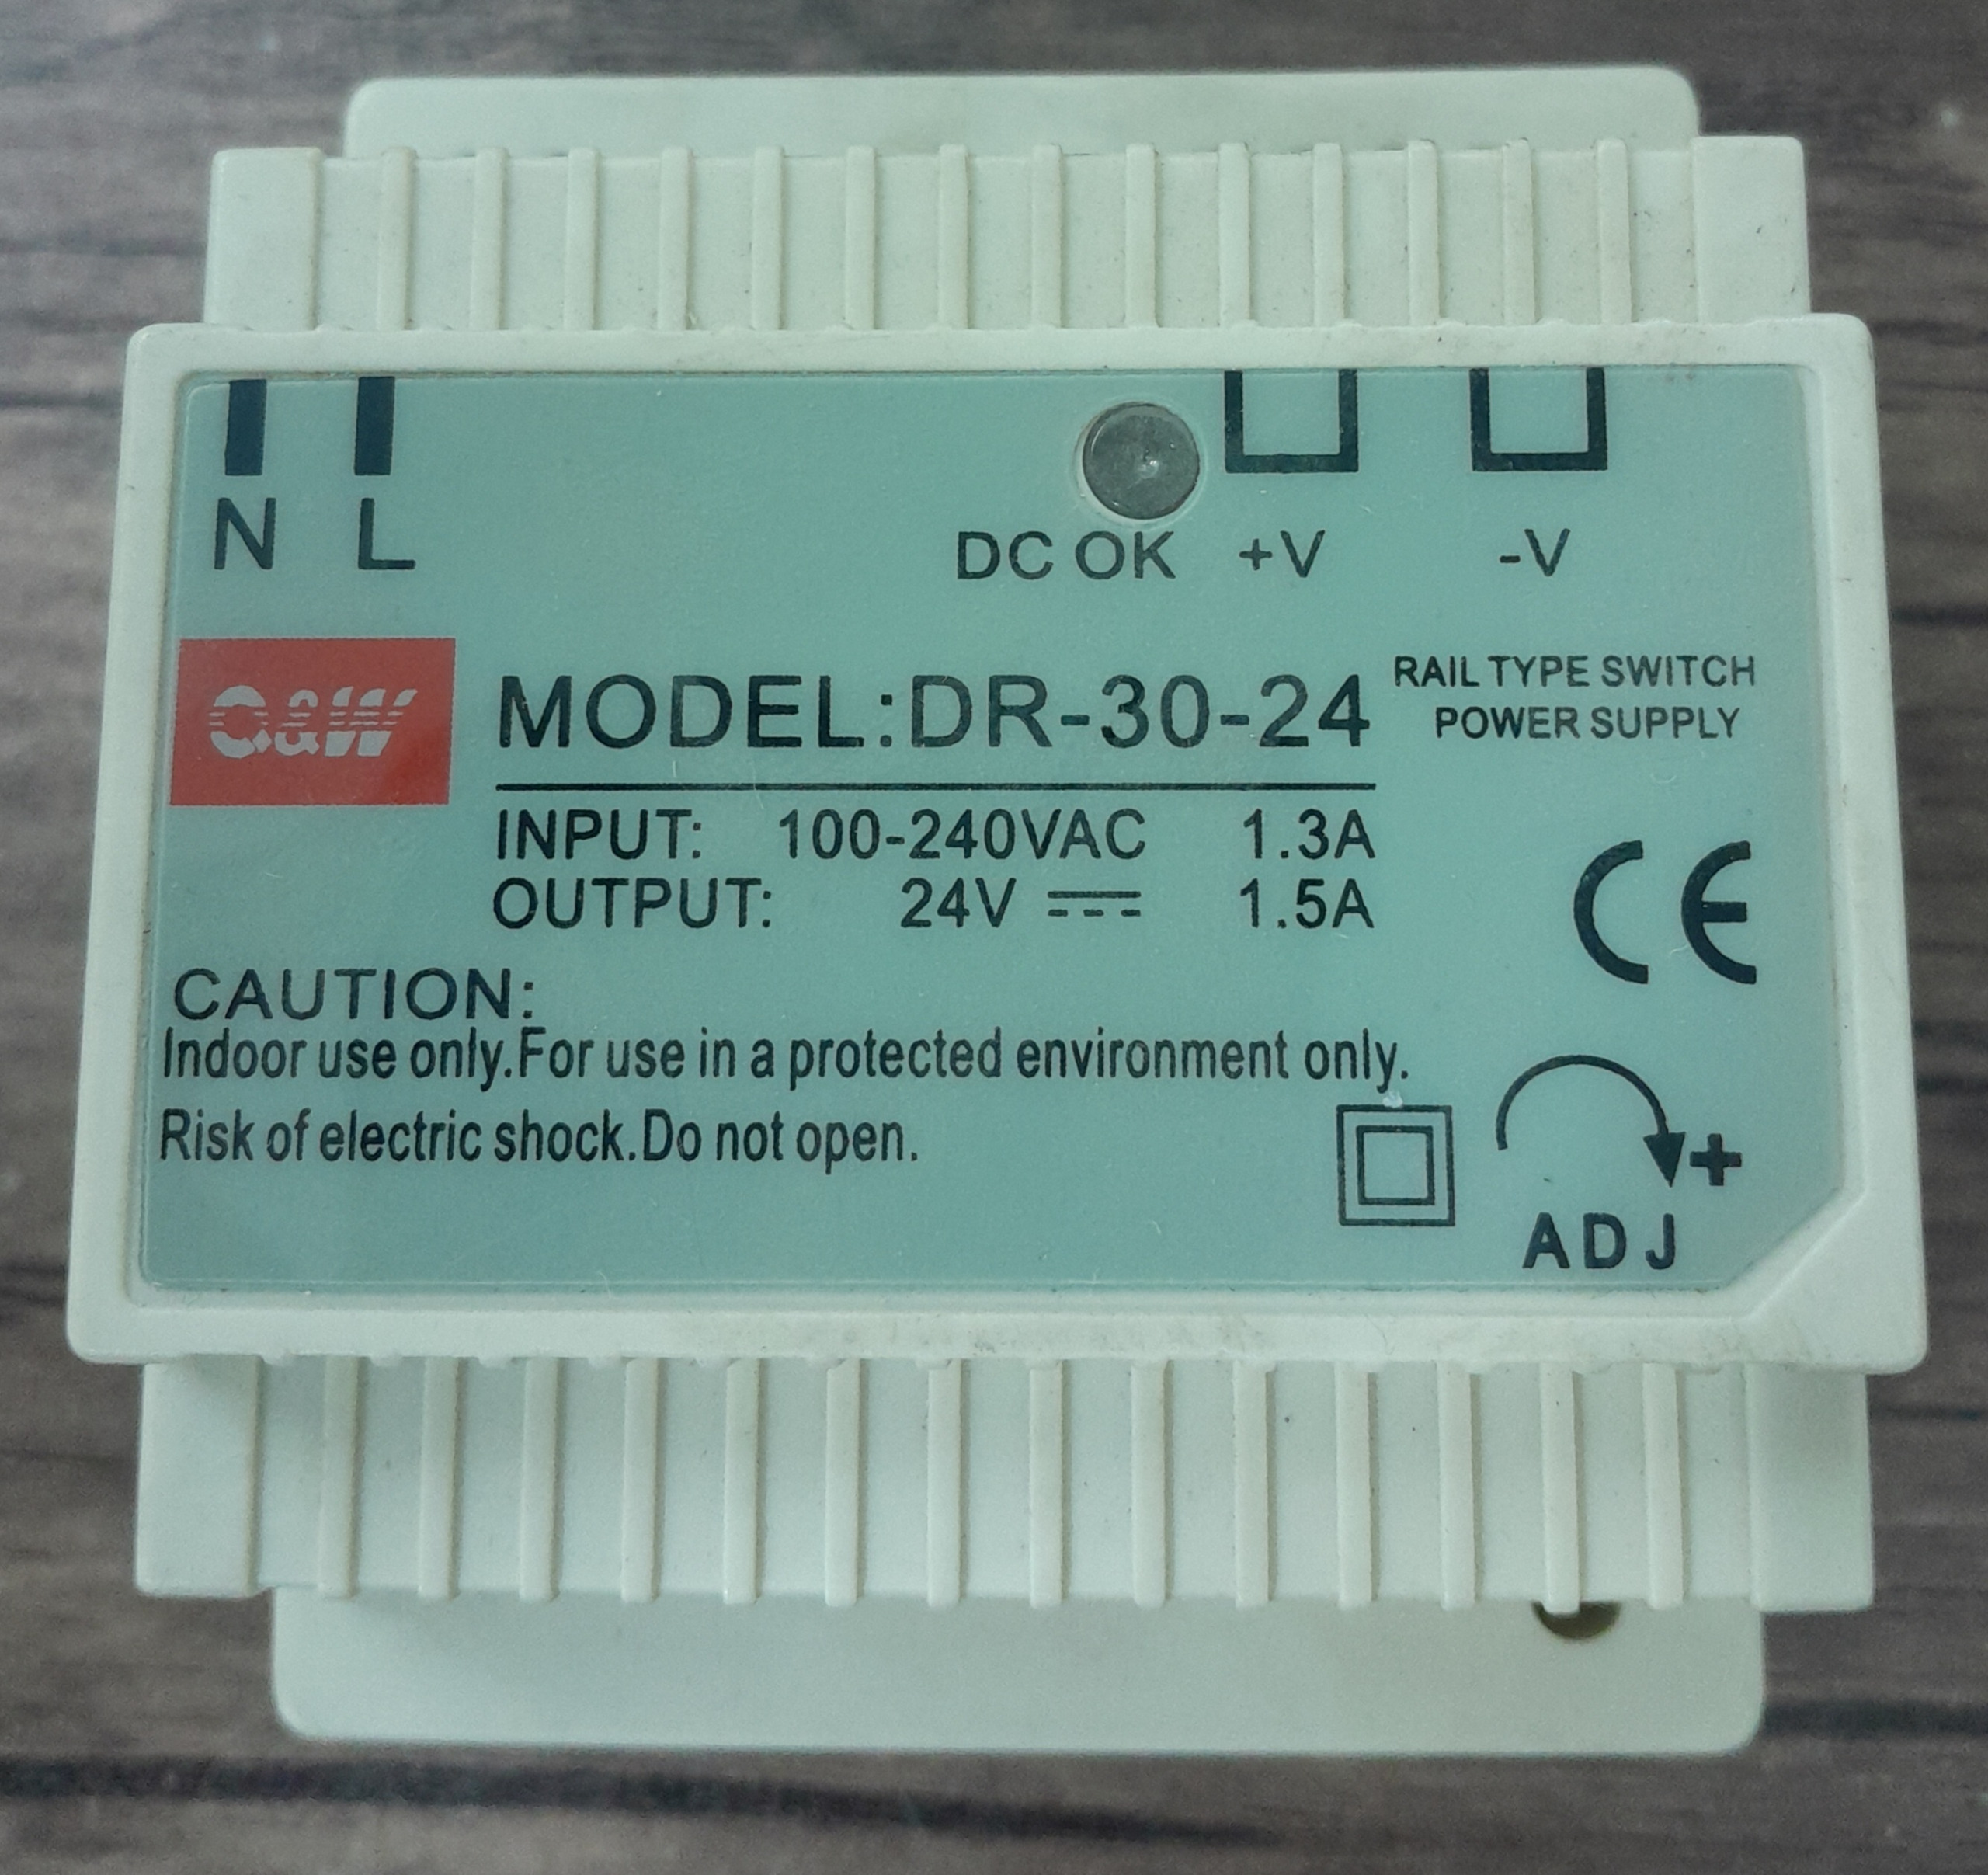 N L DC OK +V -V
Q&W
MODEL:DR-30-24
RAIL TYPE SWITCH
POWER SUPPLY
INPUT: 100-240VAC 1.3A
OUTPUT: 24V 1.5A
CE
CAUTION:
Indoor use only.For use in a protected environment only.
Risk of electric shock.Do not open.
+
ADJ